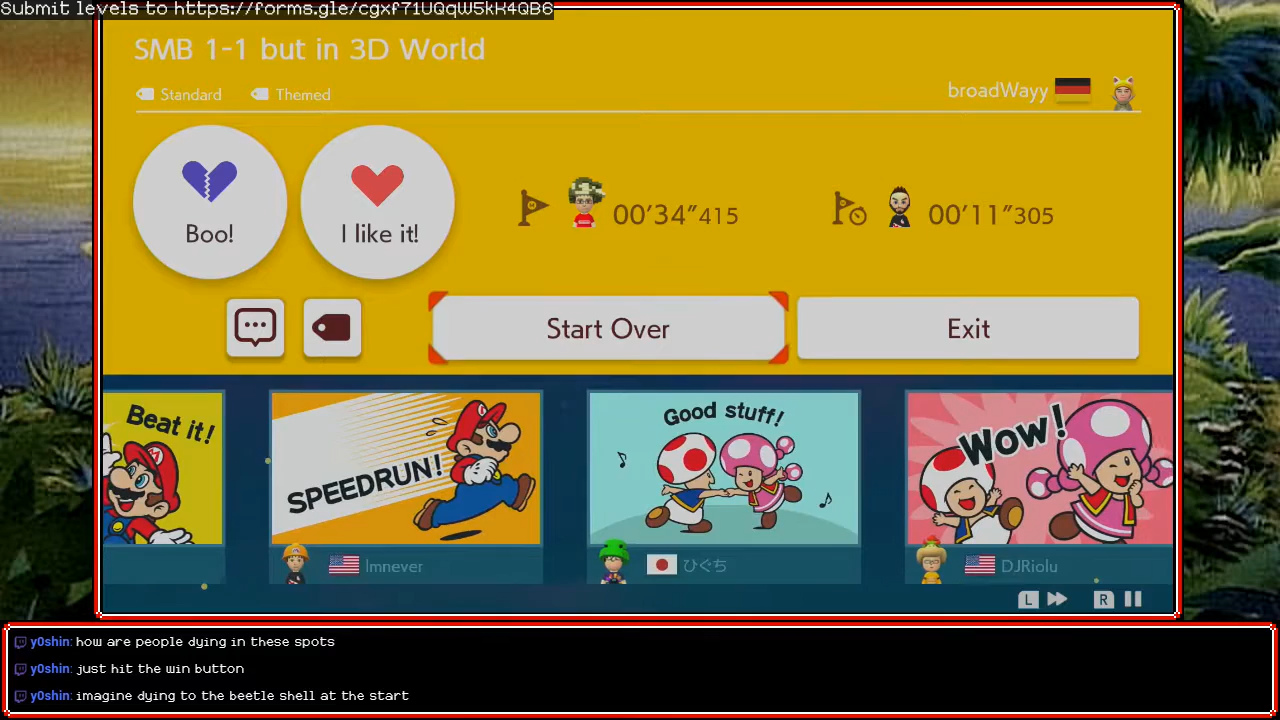 Submit levels to https://forms.gle/cgxf71UQqW5kH4QB6
SMB 1-1 but in 3D World
Standard Themed
broadWayy
Boo!
I like it!
00'34"415
00'11"305
Start Over
Exit
Beat it!
SPEEDRUN!
Good stuff!
Wow!
lmnever
ひぐち
DJRiolu
L R
y0shin: how are people dying in these spots
y0shin: just hit the win button
y0shin: imagine dying to the beetle shell at the start